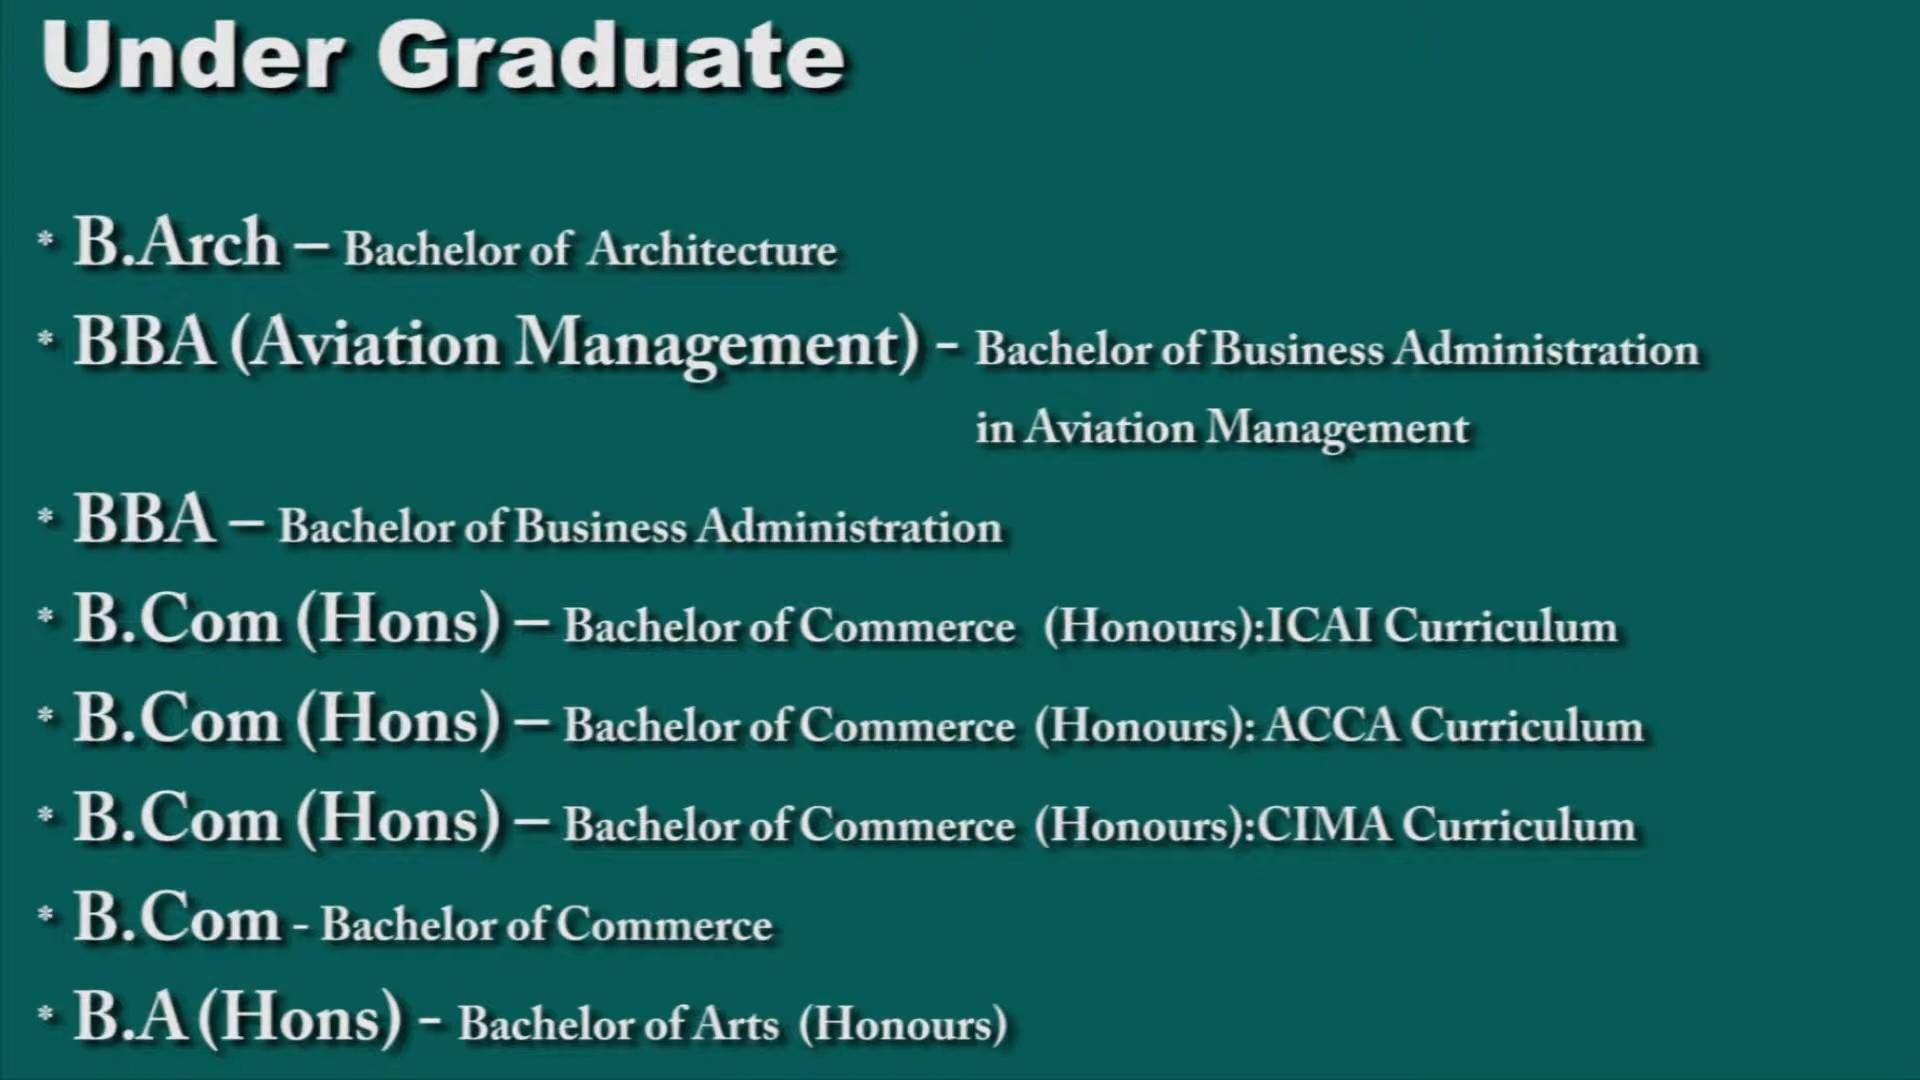 Under Graduate
* B.Arch – Bachelor of Architecture
* BBA (Aviation Management) - Bachelor of Business Administration
in Aviation Management
* BBA – Bachelor of Business Administration
* B.Com (Hons) – Bachelor of Commerce (Honours):ICAI Curriculum
* B.Com (Hons) – Bachelor of Commerce (Honours): ACCA Curriculum
* B.Com (Hons) – Bachelor of Commerce (Honours):CIMA Curriculum
* B.Com - Bachelor of Commerce
* B.A (Hons) - Bachelor of Arts (Honours)